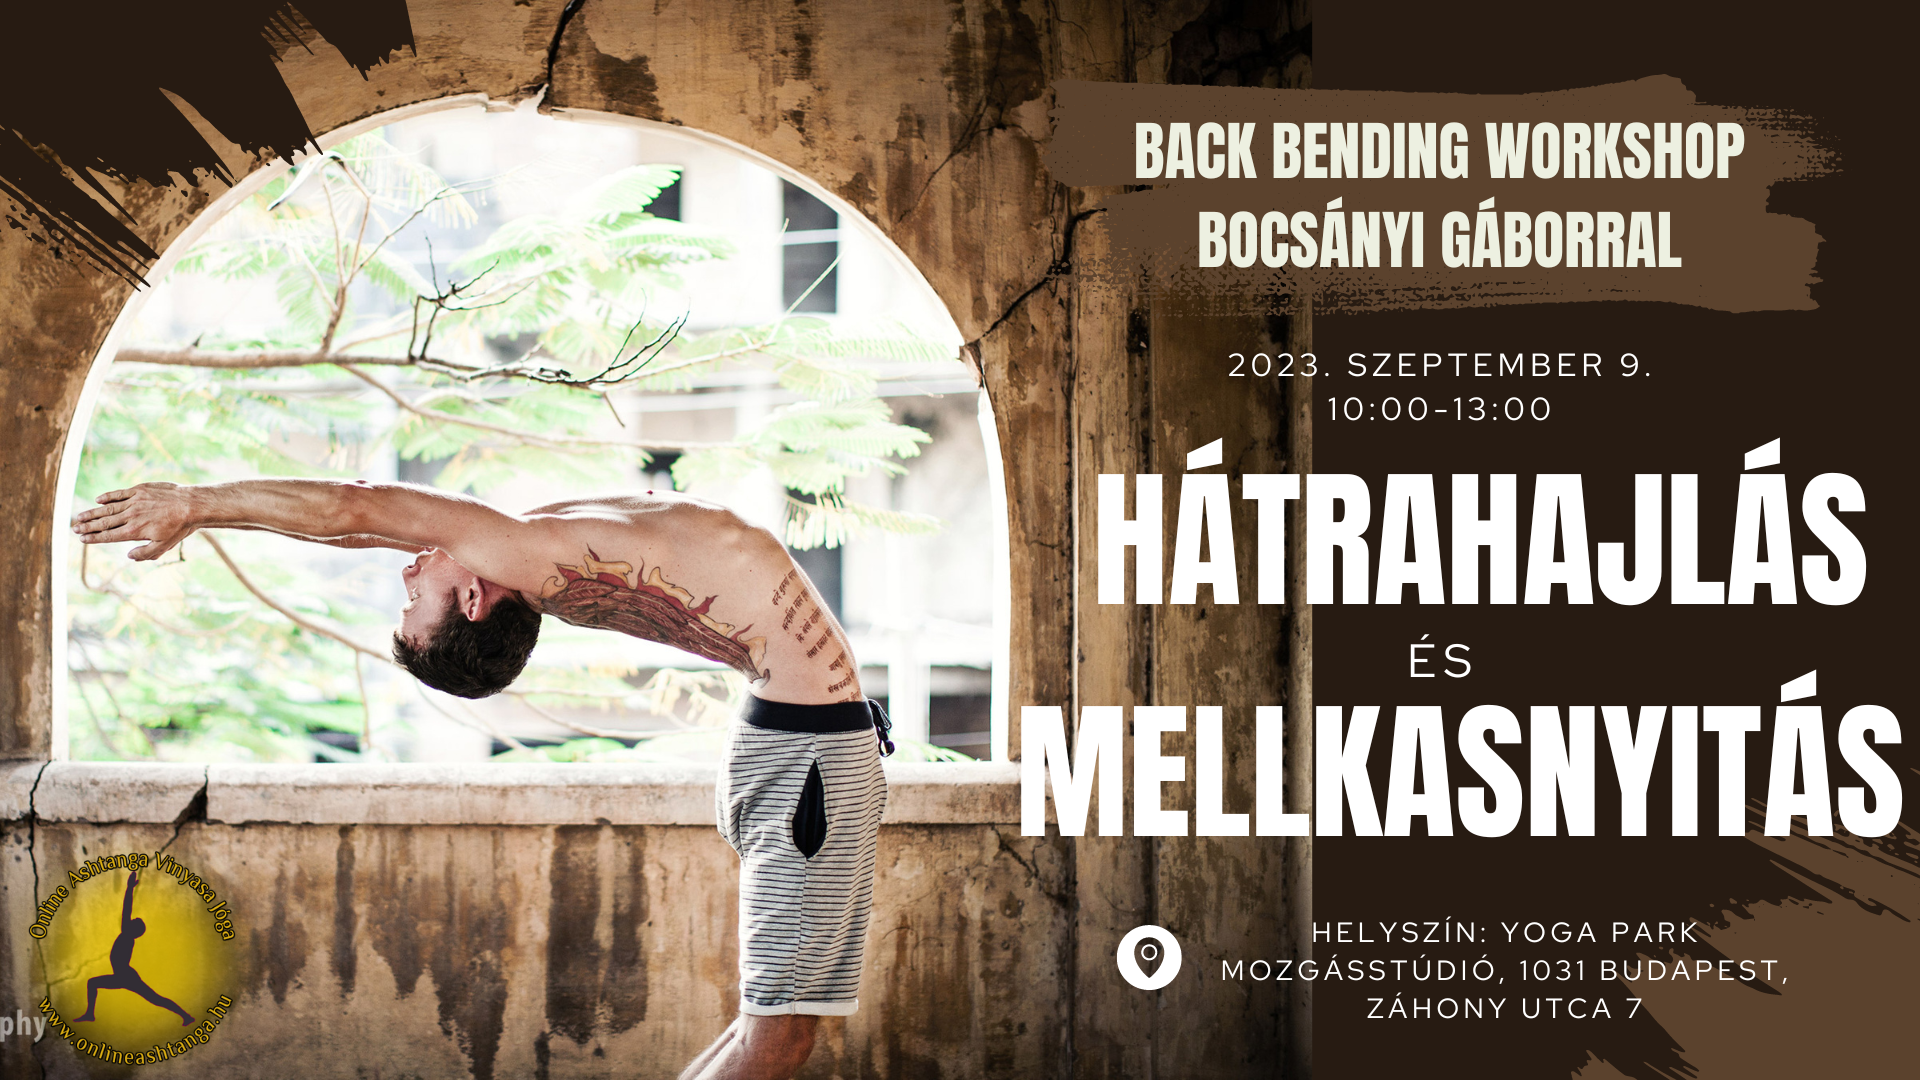 BACK BENDING WORKSHOP
BOCSÁNYI GÁBORRAL
2023. SZEPTEMBER 9.
10:00-13:00
HÁTRAHAJLÁS
ÉS
MELLKASNYITÁS
HELYSZÍN: YOGA PARK
MOZGÁSSTÚDIÓ, 1031 BUDAPEST,
ZÁHONY UTCA 7
Online Ashtanga Vinyasa Jóga
www.onlineashtanga.hu
phy